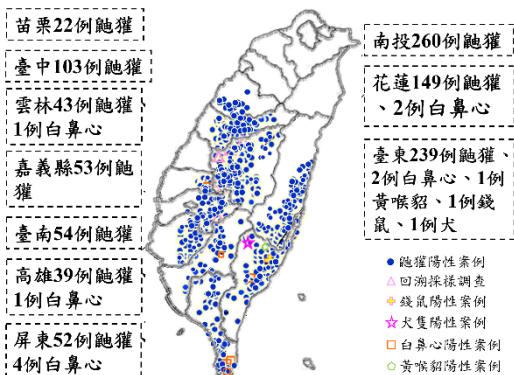 苗栗22例鼬獾
臺中103例鼬獾
雲林43例鼬獾
1例白鼻心
嘉義縣53例鼬
獾
臺南54例鼬獾
高雄39例鼬獾
1例白鼻心
屏東52例鼬獾
4例白鼻心
南投260例鼬獾
花蓮149例鼬獾
、2例白鼻心
臺東239例鼬獾、
2例白鼻心、1例
黃喉貂、1例錢
鼠、1例犬
鼬獾陽性案例
回溯採樣調查
錢鼠陽性案例
犬隻陽性案例
白鼻心陽性案例
黃喉貂陽性案例